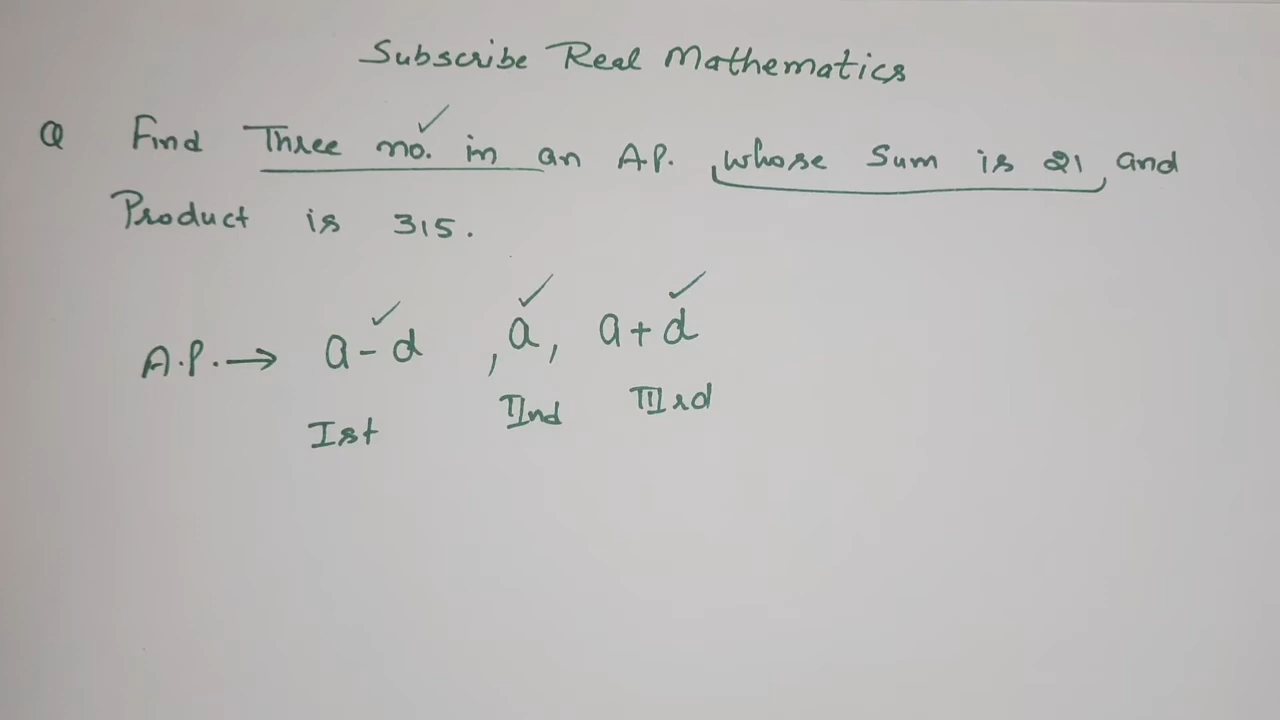 Subscribe Real Mathematics
Q Find Three no. in an A.P. whose Sum is 21 and
Product is 315.
A.P. → a - d , a , a + d
Ist IInd IIIrd